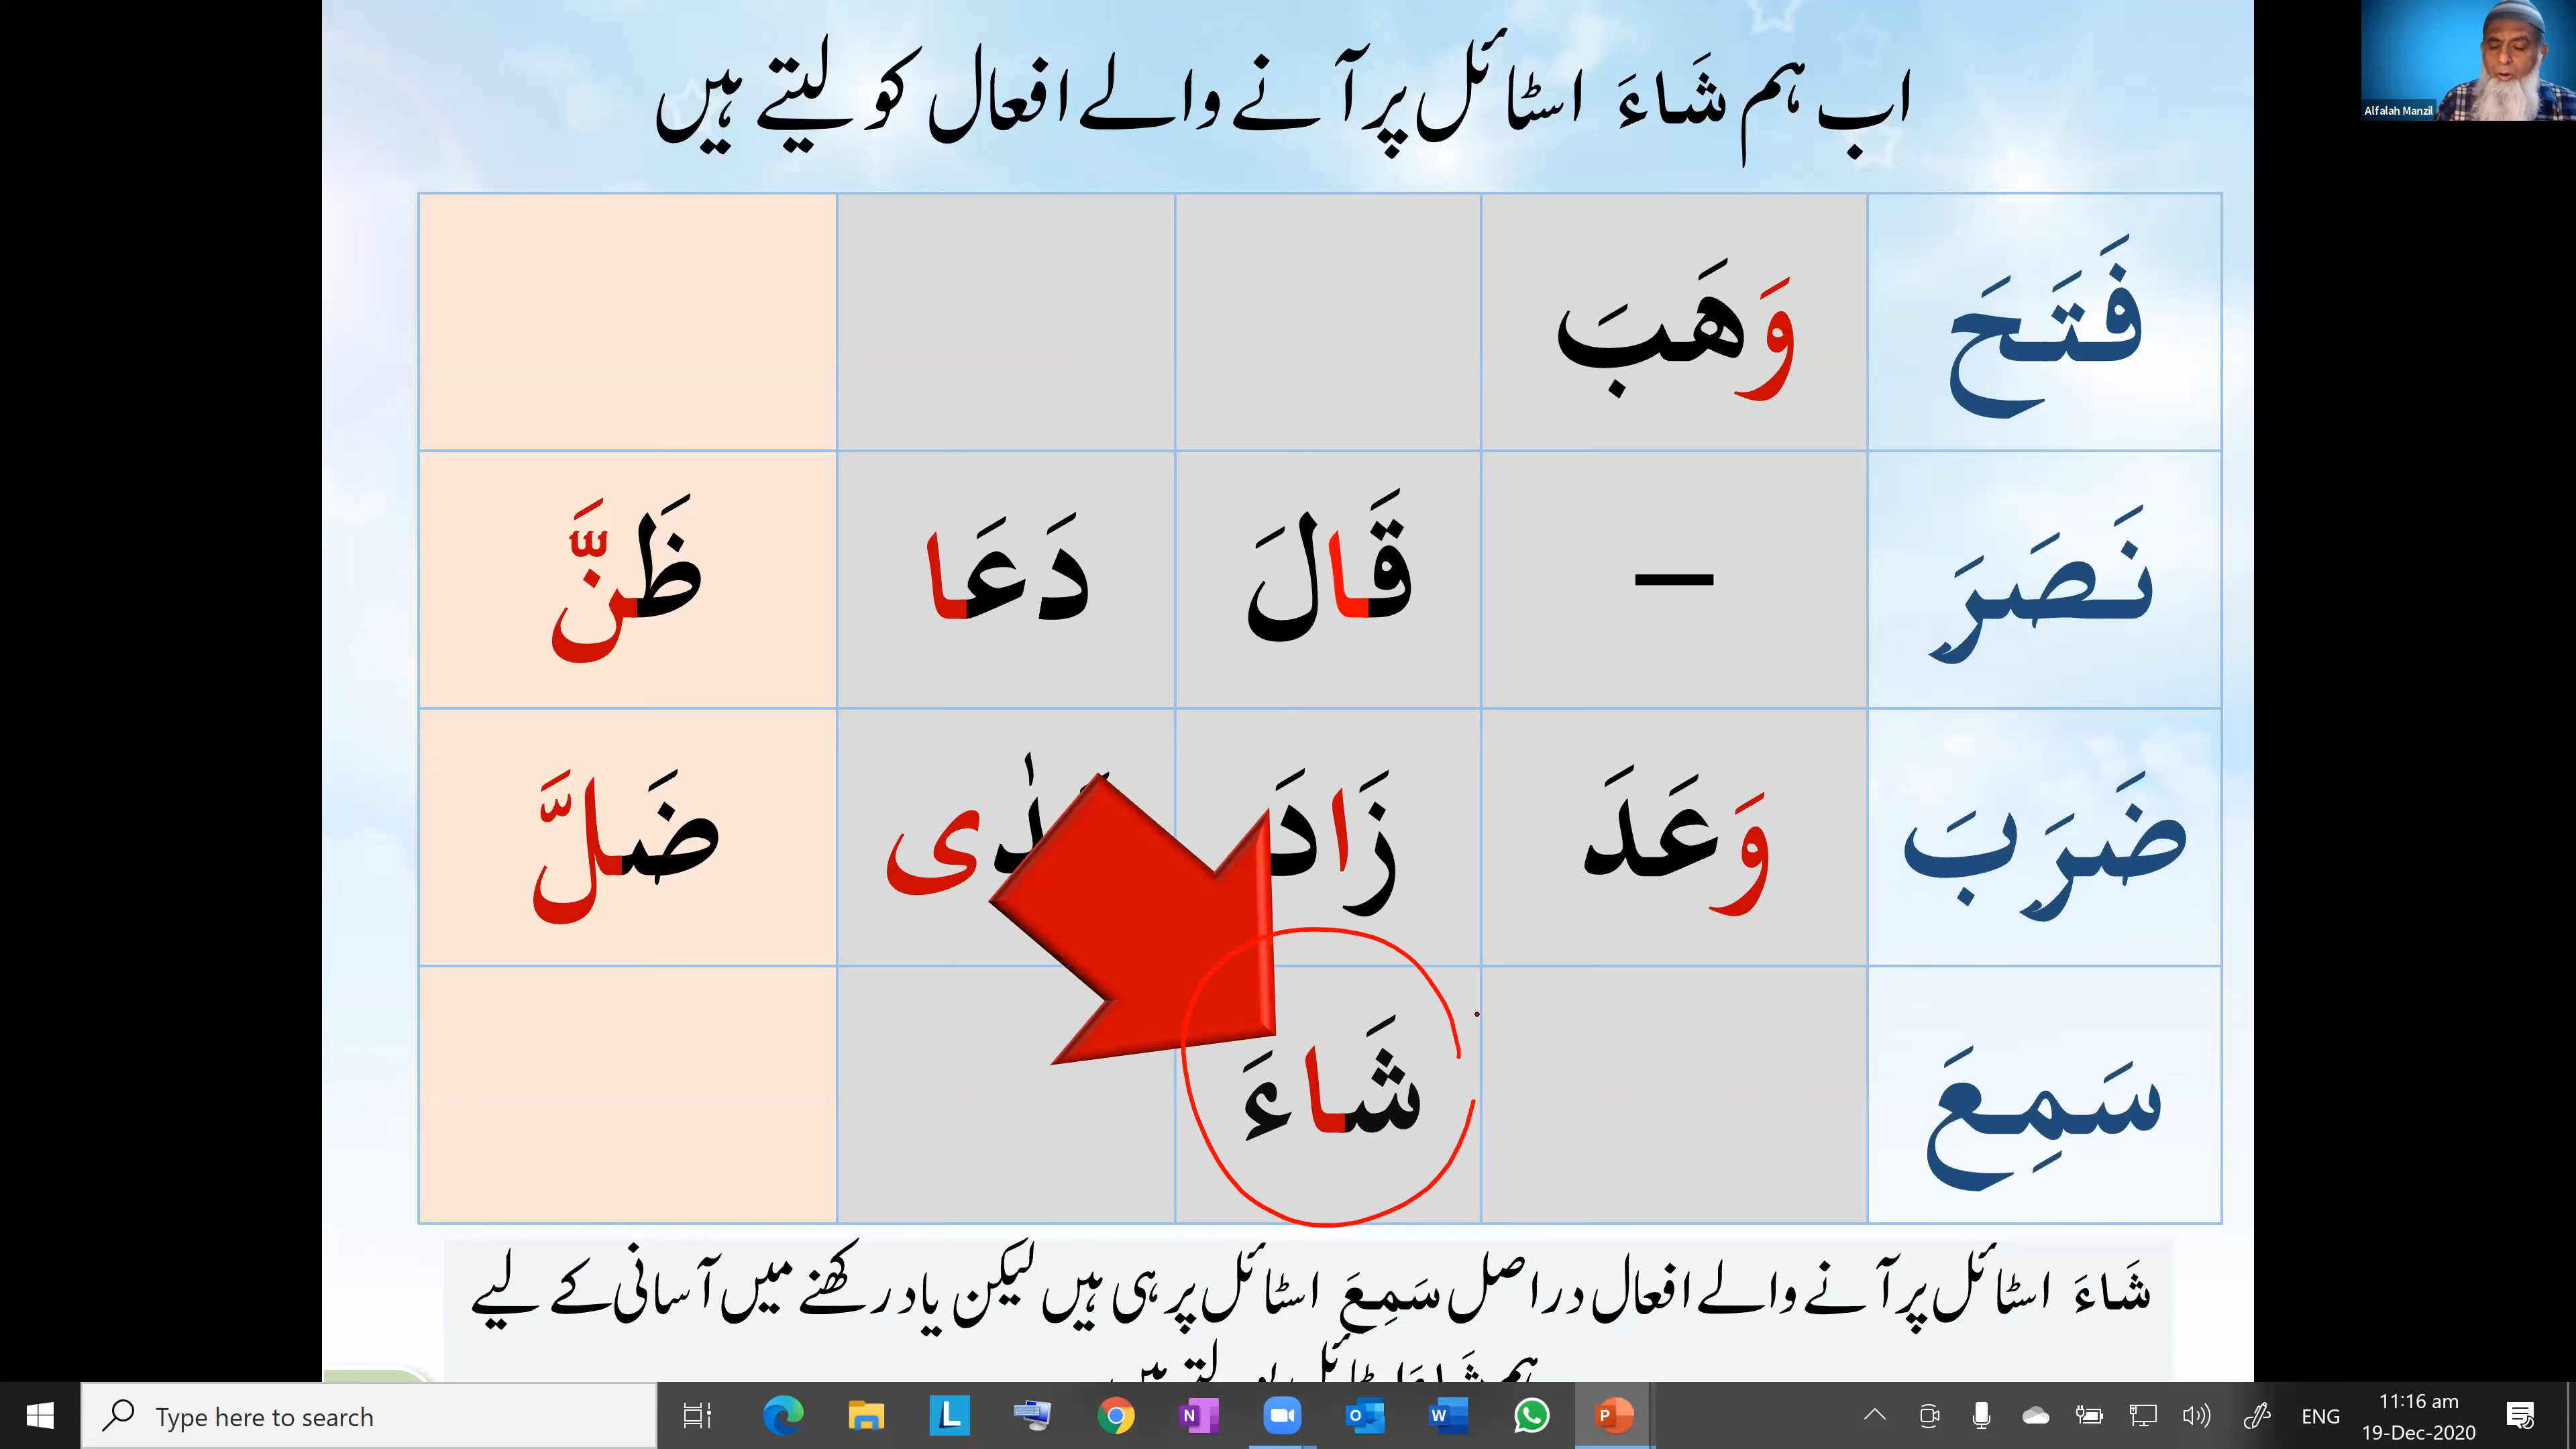 اب ہم شَاءَ اسٹائل پر آنے والے افعال کو لیتے ہیں
Alfalah Manzil
فَتَحَ وَهَبَ
نَصَرَ — قَالَ دَعَا ظَنَّ
ضَرَبَ وَعَدَ زَادَ ضَلَّ
سَمِعَ شَاءَ
شَاءَ اسٹائل پر آنے والے افعال دراصل سَمِعَ اسٹائل پر ہی ہیں لیکن یاد رکھنے میں آسانی کے لیے
Type here to search
ENG
11:16 am
19-Dec-2020